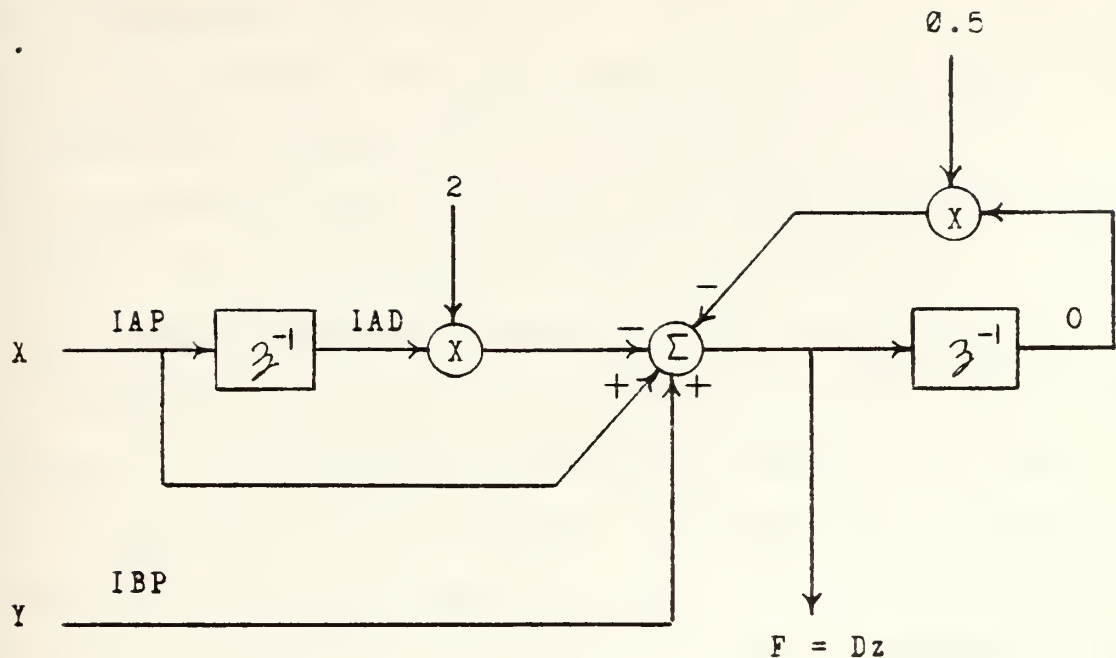 0.5
2
X
-
IAP
z⁻¹
IAD
X
-
Σ
z⁻¹
O
X
+
+
IBP
Y
F = Dz